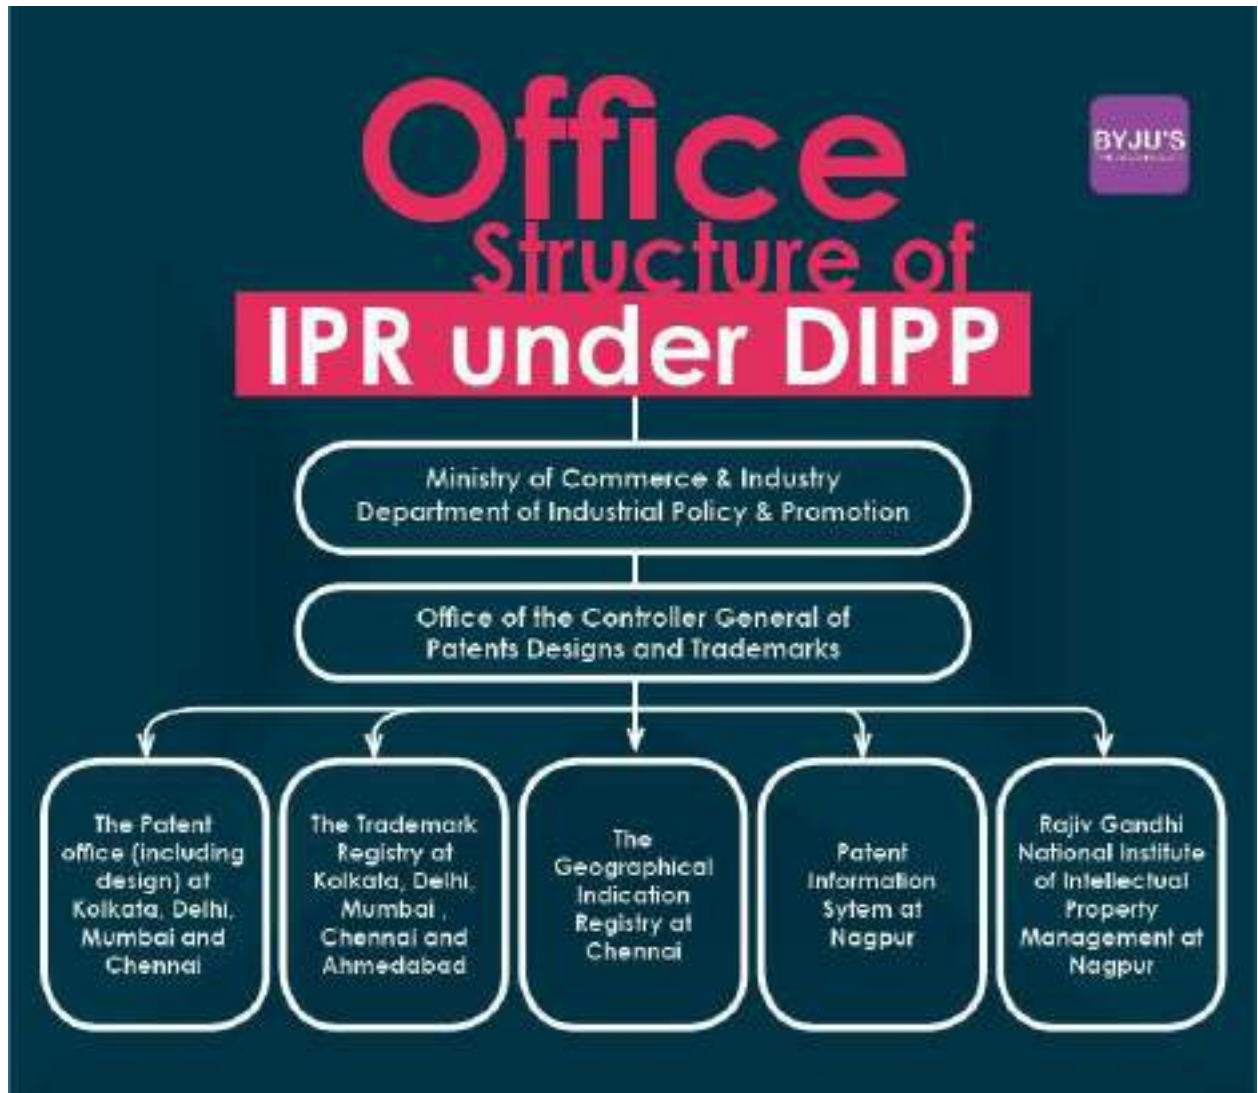 Office
Structure of
IPR under DIPP
BYJU'S
Ministry of Commerce & Industry
Department of Industrial Policy & Promotion
Office of the Controller General of
Patents Designs and Trademarks
The Patent
office (including
design) at
Kolkata, Delhi,
Mumbai and
Chennai
The Trademark
Registry at
Kolkata, Delhi,
Mumbai ,
Chennai and
Ahmedabad
The
Geographical
Indication
Registry at
Chennai
Patent
Information
Sytem at
Nagpur
Rajiv Gandhi
National Institute
of Intellectual
Property
Management at
Nagpur